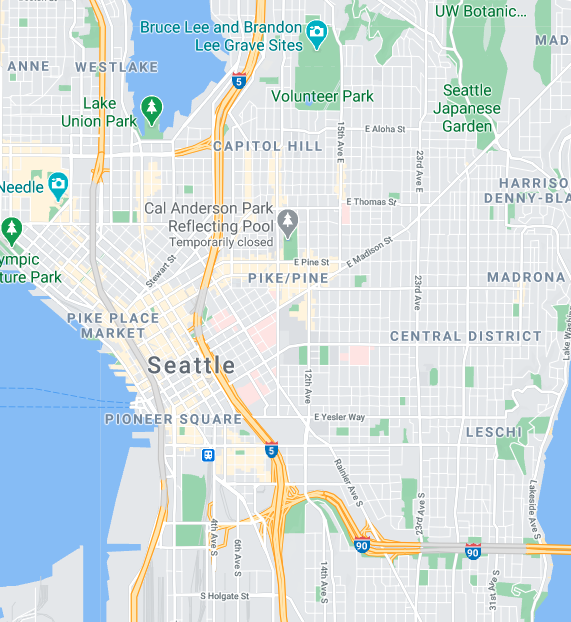 UW Botanic...
Bruce Lee and Brandon
Lee Grave Sites
MAD
ANNE
WESTLAKE
5
Volunteer Park
Lake
Union Park
Seattle
Japanese
Garden
15th Ave E
E Aloha St
CAPITOL HILL
23rd Ave E
HARRISO
DENNY-BLA
Needle
Cal Anderson Park
Reflecting Pool
Temporarily closed
E Thomas St
ympic
ture Park
Stewart St
E Pine St
E Madison St
PIKE/PINE
23rd Ave
MADRONA
PIKE PLACE
MARKET
CENTRAL DISTRICT
Lake Washin
Seattle
12th Ave
PIONEER SQUARE
E Yesler Way
LESCHI
5
Rainier Ave S
23rd Ave S
Lakeside Ave S
4th Ave S
6th Ave S
90
90
14th Ave S
31st Ave S
S Holgate St